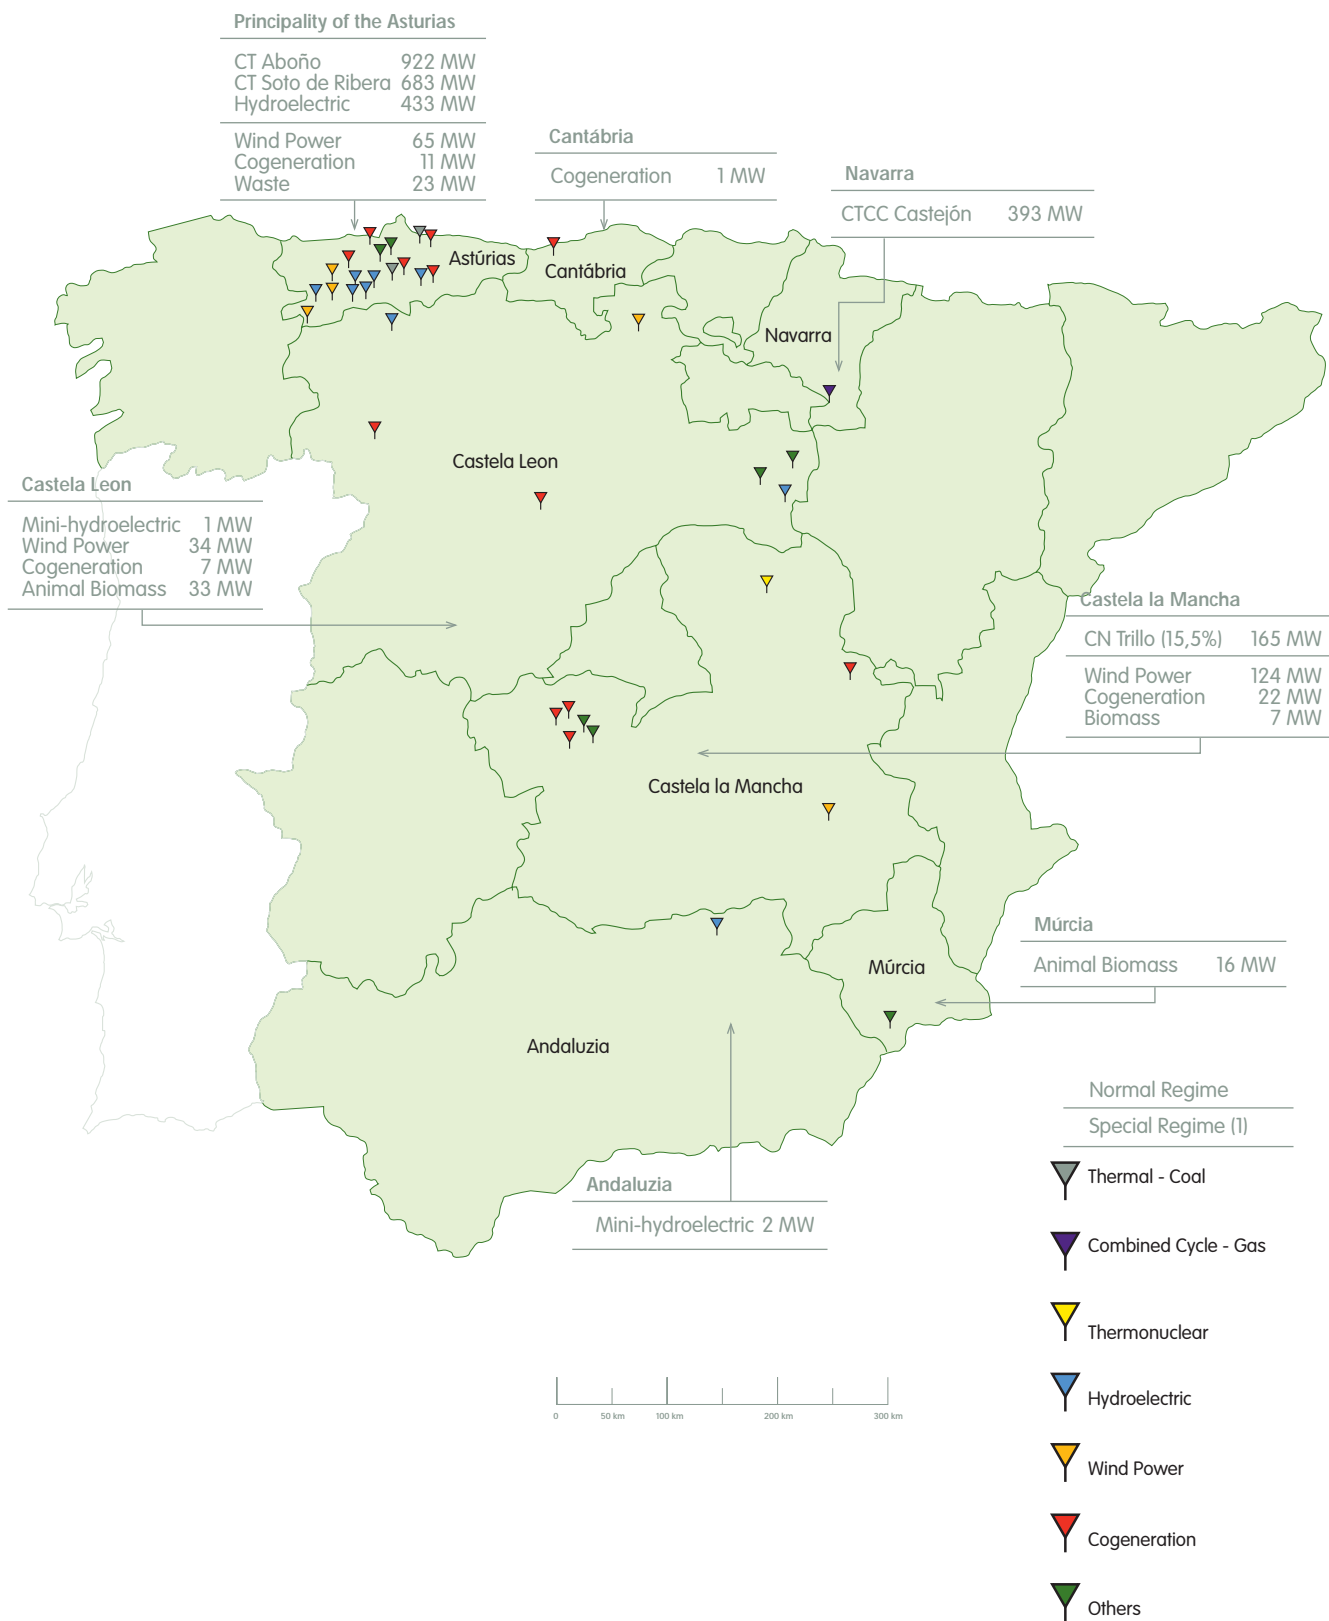 Principality of the Asturias
CT Aboño 922 MW
CT Soto de Ribera 683 MW
Hydroelectric 433 MW
Wind Power 65 MW
Cogeneration 11 MW
Waste 23 MW
Cantábria
Cogeneration 1 MW
Navarra
CTCC Castejón 393 MW
Astúrias
Cantábria
Navarra
Castela Leon
Castela Leon
Mini-hydroelectric 1 MW
Wind Power 34 MW
Cogeneration 7 MW
Animal Biomass 33 MW
Castela la Mancha
CN Trillo (15,5%) 165 MW
Wind Power 124 MW
Cogeneration 22 MW
Biomass 7 MW
Castela la Mancha
Múrcia
Animal Biomass 16 MW
Múrcia
Andaluzia
Andaluzia
Mini-hydroelectric 2 MW
Normal Regime
Special Regime (1)
Thermal - Coal
Combined Cycle - Gas
Thermonuclear
Hydroelectric
Wind Power
Cogeneration
Others
0 50 km 100 km 200 km 300 km